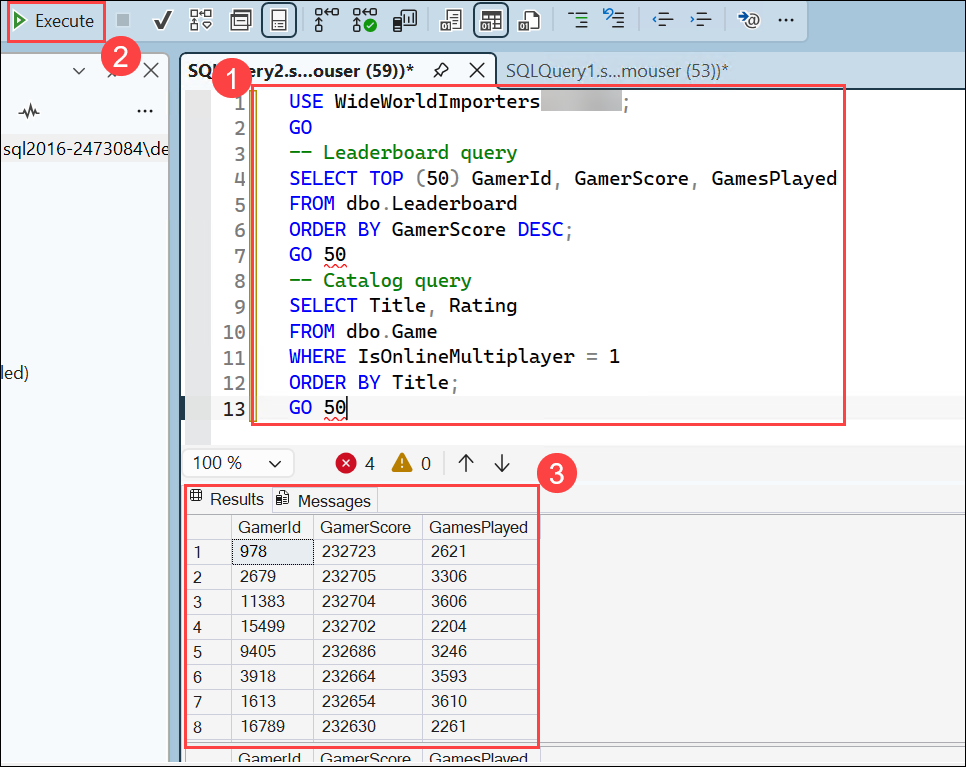 Execute
2
SQL ery2.s...ouser (59))*
SQLQuery1.s...mouser (53))*
1
sql2016-2473084\de
led)
1 USE WideWorldImporters ;
2 GO
3 -- Leaderboard query
4 SELECT TOP (50) GamerId, GamerScore, GamesPlayed
5 FROM dbo.Leaderboard
6 ORDER BY GamerScore DESC;
7 GO 50
8 -- Catalog query
9 SELECT Title, Rating
10 FROM dbo.Game
11 WHERE IsOnlineMultiplayer = 1
12 ORDER BY Title;
13 GO 50
100 % 4 0
3
Results Messages
GamerId GamerScore GamesPlayed
1 978 232723 2621
2 2679 232705 3306
3 11383 232704 3606
4 15499 232702 2204
5 9405 232686 3246
6 3918 232664 3593
7 1613 232654 3610
8 16789 232630 2261
GamerId GamerScore GamesPlayed